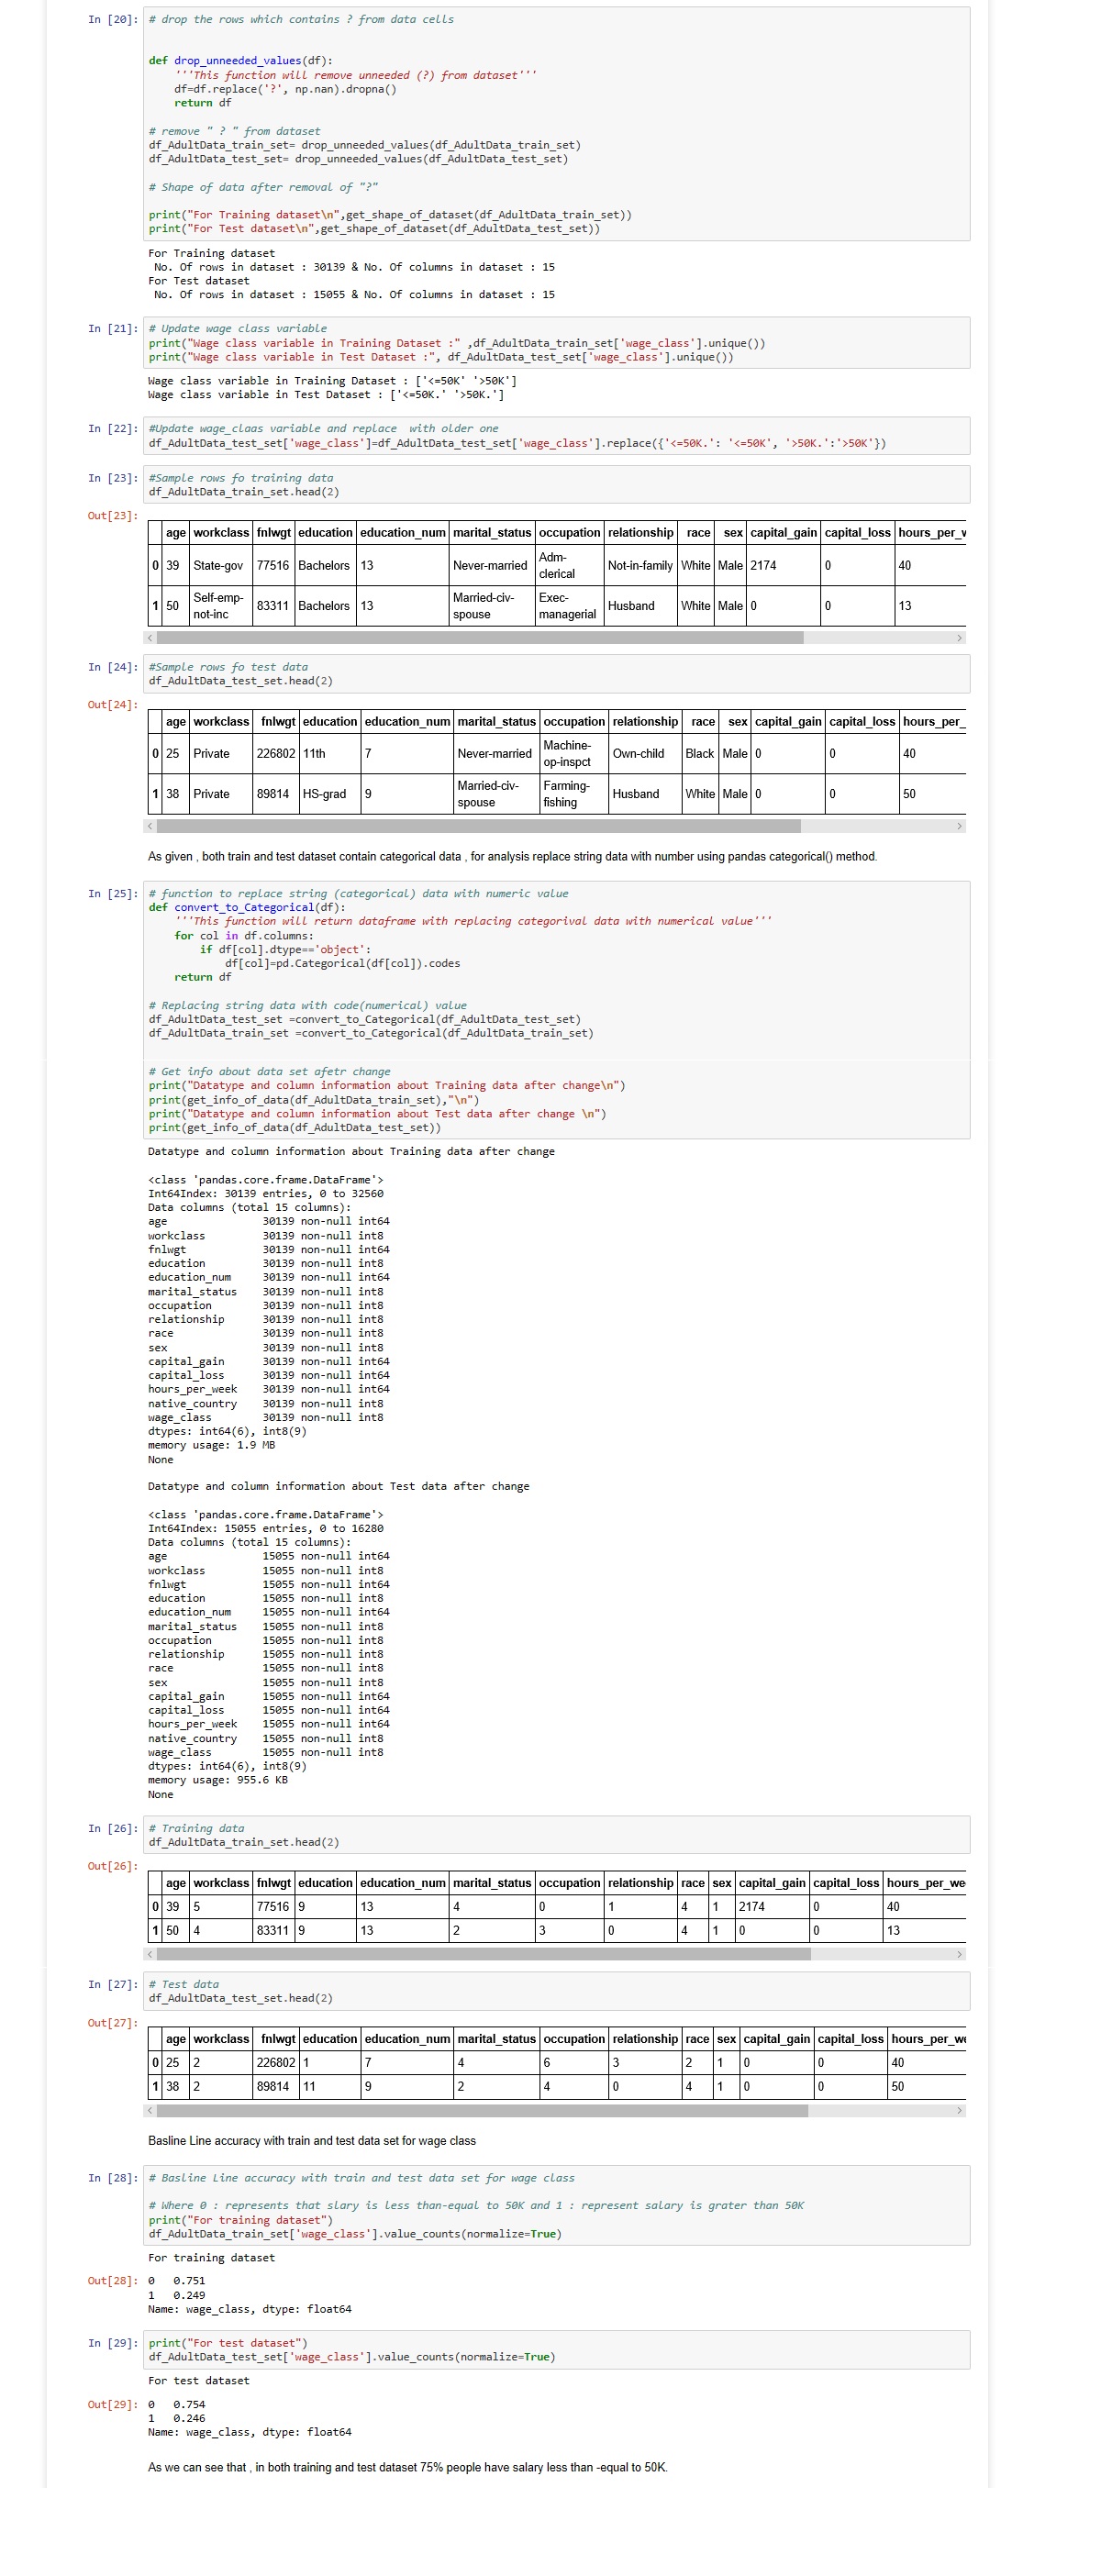 In [20]: # drop the rows which contains ? from data cells
def drop_unneeded_values(df):
'''This function will remove unneeded (?) from dataset'''
df=df.replace('?', np.nan).dropna()
return df
# remove " ? " from dataset
df_AdultData_train_set= drop_unneeded_values(df_AdultData_train_set)
df_AdultData_test_set= drop_unneeded_values(df_AdultData_test_set)
# Shape of data after removal of "?"
print("For Training dataset\n",get_shape_of_dataset(df_AdultData_train_set))
print("For Test dataset\n",get_shape_of_dataset(df_AdultData_test_set))
For Training dataset
No. Of rows in dataset : 30139 & No. Of columns in dataset : 15
For Test dataset
No. Of rows in dataset : 15055 & No. Of columns in dataset : 15
In [21]: # Update wage class variable
print("Wage class variable in Training Dataset :" ,df_AdultData_train_set['wage_class'].unique())
print("Wage class variable in Test Dataset :", df_AdultData_test_set['wage_class'].unique())
Wage class variable in Training Dataset : ['<=50K' '>50K']
Wage class variable in Test Dataset : ['<=50K.' '>50K.']
In [22]: #Update wage_claas variable and replace with older one
df_AdultData_test_set['wage_class']=df_AdultData_test_set['wage_class'].replace({'<=50K.': '<=50K', '>50K.':'>50K'})
In [23]: #Sample rows fo training data
df_AdultData_train_set.head(2)
Out[23]:
age workclass fnlwgt education education_num marital_status occupation relationship race sex capital_gain capital_loss hours_per_w
0 39 State-gov 77516 Bachelors 13 Never-married Adm-clerical Not-in-family White Male 2174 0 40
1 50 Self-emp-not-inc 83311 Bachelors 13 Married-civ-spouse Exec-managerial Husband White Male 0 0 13
In [24]: #Sample rows fo test data
df_AdultData_test_set.head(2)
Out[24]:
age workclass fnlwgt education education_num marital_status occupation relationship race sex capital_gain capital_loss hours_per_
0 25 Private 226802 11th 7 Never-married Machine-op-inspct Own-child Black Male 0 0 40
1 38 Private 89814 HS-grad 9 Married-civ-spouse Farming-fishing Husband White Male 0 0 50
As given , both train and test dataset contain categorical data , for analysis replace string data with number using pandas categorical() method.
In [25]: # function to replace string (categorical) data with numeric value
def convert_to_Categorical(df):
'''This function will return dataframe with replacing categorival data with numerical value'''
for col in df.columns:
if df[col].dtype=='object':
df[col]=pd.Categorical(df[col]).codes
return df
# Replacing string data with code(numerical) value
df_AdultData_test_set =convert_to_Categorical(df_AdultData_test_set)
df_AdultData_train_set =convert_to_Categorical(df_AdultData_train_set)
# Get info about data set afetr change
print("Datatype and column information about Training data after change\n")
print(get_info_of_data(df_AdultData_train_set),"\n")
print("Datatype and column information about Test data after change \n")
print(get_info_of_data(df_AdultData_test_set))
Datatype and column information about Training data after change
<class 'pandas.core.frame.DataFrame'>
Int64Index: 30139 entries, 0 to 32560
Data columns (total 15 columns):
age 30139 non-null int64
workclass 30139 non-null int8
fnlwgt 30139 non-null int64
education 30139 non-null int8
education_num 30139 non-null int64
marital_status 30139 non-null int8
occupation 30139 non-null int8
relationship 30139 non-null int8
race 30139 non-null int8
sex 30139 non-null int8
capital_gain 30139 non-null int64
capital_loss 30139 non-null int64
hours_per_week 30139 non-null int64
native_country 30139 non-null int8
wage_class 30139 non-null int8
dtypes: int64(6), int8(9)
memory usage: 1.9 MB
None
Datatype and column information about Test data after change
<class 'pandas.core.frame.DataFrame'>
Int64Index: 15055 entries, 0 to 16280
Data columns (total 15 columns):
age 15055 non-null int64
workclass 15055 non-null int8
fnlwgt 15055 non-null int64
education 15055 non-null int8
education_num 15055 non-null int64
marital_status 15055 non-null int8
occupation 15055 non-null int8
relationship 15055 non-null int8
race 15055 non-null int8
sex 15055 non-null int8
capital_gain 15055 non-null int64
capital_loss 15055 non-null int64
hours_per_week 15055 non-null int64
native_country 15055 non-null int8
wage_class 15055 non-null int8
dtypes: int64(6), int8(9)
memory usage: 955.6 KB
None
In [26]: # Training data
df_AdultData_train_set.head(2)
Out[26]:
age workclass fnlwgt education education_num marital_status occupation relationship race sex capital_gain capital_loss hours_per_we
0 39 5 77516 9 13 4 0 1 4 1 2174 0 40
1 50 4 83311 9 13 2 3 0 4 1 0 0 13
In [27]: # Test data
df_AdultData_test_set.head(2)
Out[27]:
age workclass fnlwgt education education_num marital_status occupation relationship race sex capital_gain capital_loss hours_per_we
0 25 2 226802 1 7 4 6 3 2 1 0 0 40
1 38 2 89814 11 9 2 4 0 4 1 0 0 50
Basline Line accuracy with train and test data set for wage class
In [28]: # Basline Line accuracy with train and test data set for wage class
# Where 0 : represents that slary is less than-equal to 50K and 1 : represent salary is grater than 50K
print("For training dataset")
df_AdultData_train_set['wage_class'].value_counts(normalize=True)
For training dataset
Out[28]: 0 0.751
1 0.249
Name: wage_class, dtype: float64
In [29]: print("For test dataset")
df_AdultData_test_set['wage_class'].value_counts(normalize=True)
For test dataset
Out[29]: 0 0.754
1 0.246
Name: wage_class, dtype: float64
As we can see that , in both training and test dataset 75% people have salary less than -equal to 50K.